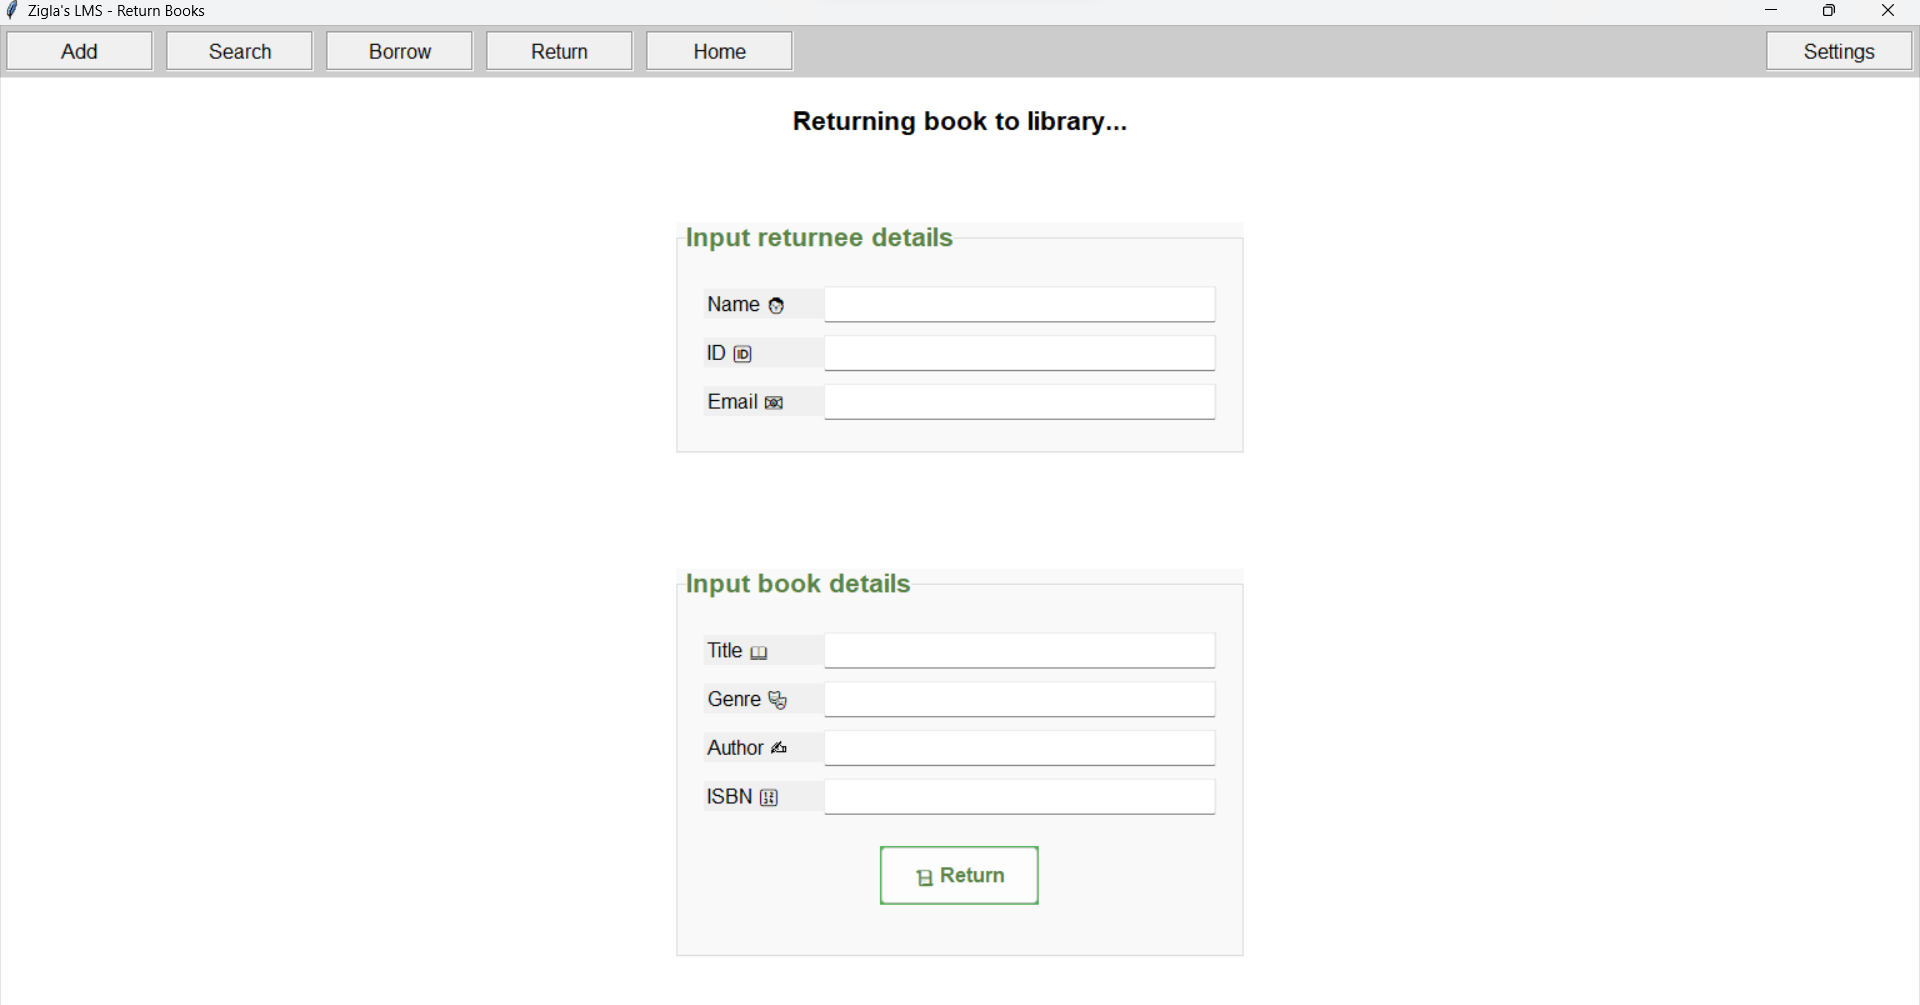 Zigla's LMS - Return Books
Add Search Borrow Return Home Settings
Returning book to library...
Input returnee details
Name
ID
Email
Input book details
Title
Genre
Author
ISBN
Return